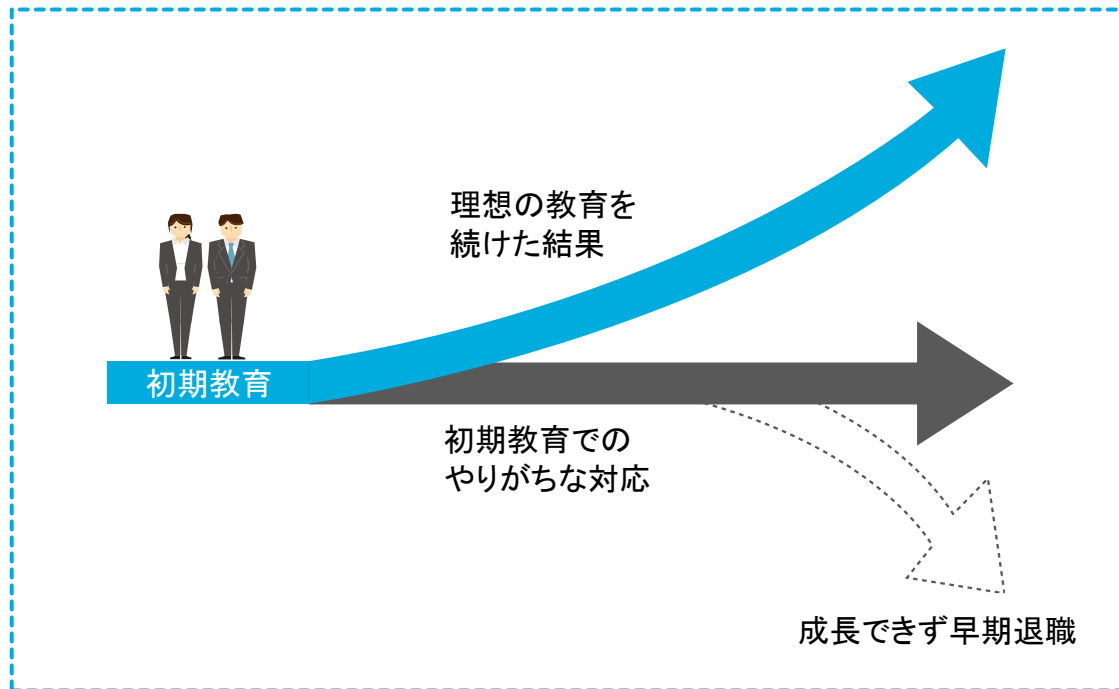 理想の教育を
続けた結果
初期教育
初期教育での
やりがちな対応
成長できず早期退職